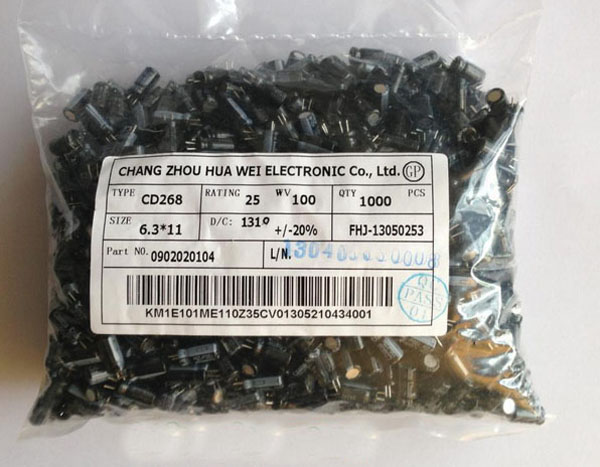 CHANG ZHOU HUA WEI ELECTRONIC Co., Ltd. GP
TYPE CD268 RATING 25 WV 100 QTY 1000 PCS
SIZE 6.3*11 D/C: 1310 +/-20% FHJ-13050253
Part NO. 0902020104 L/N.
KM1E101ME110Z35CV01305210434001
PASS
01